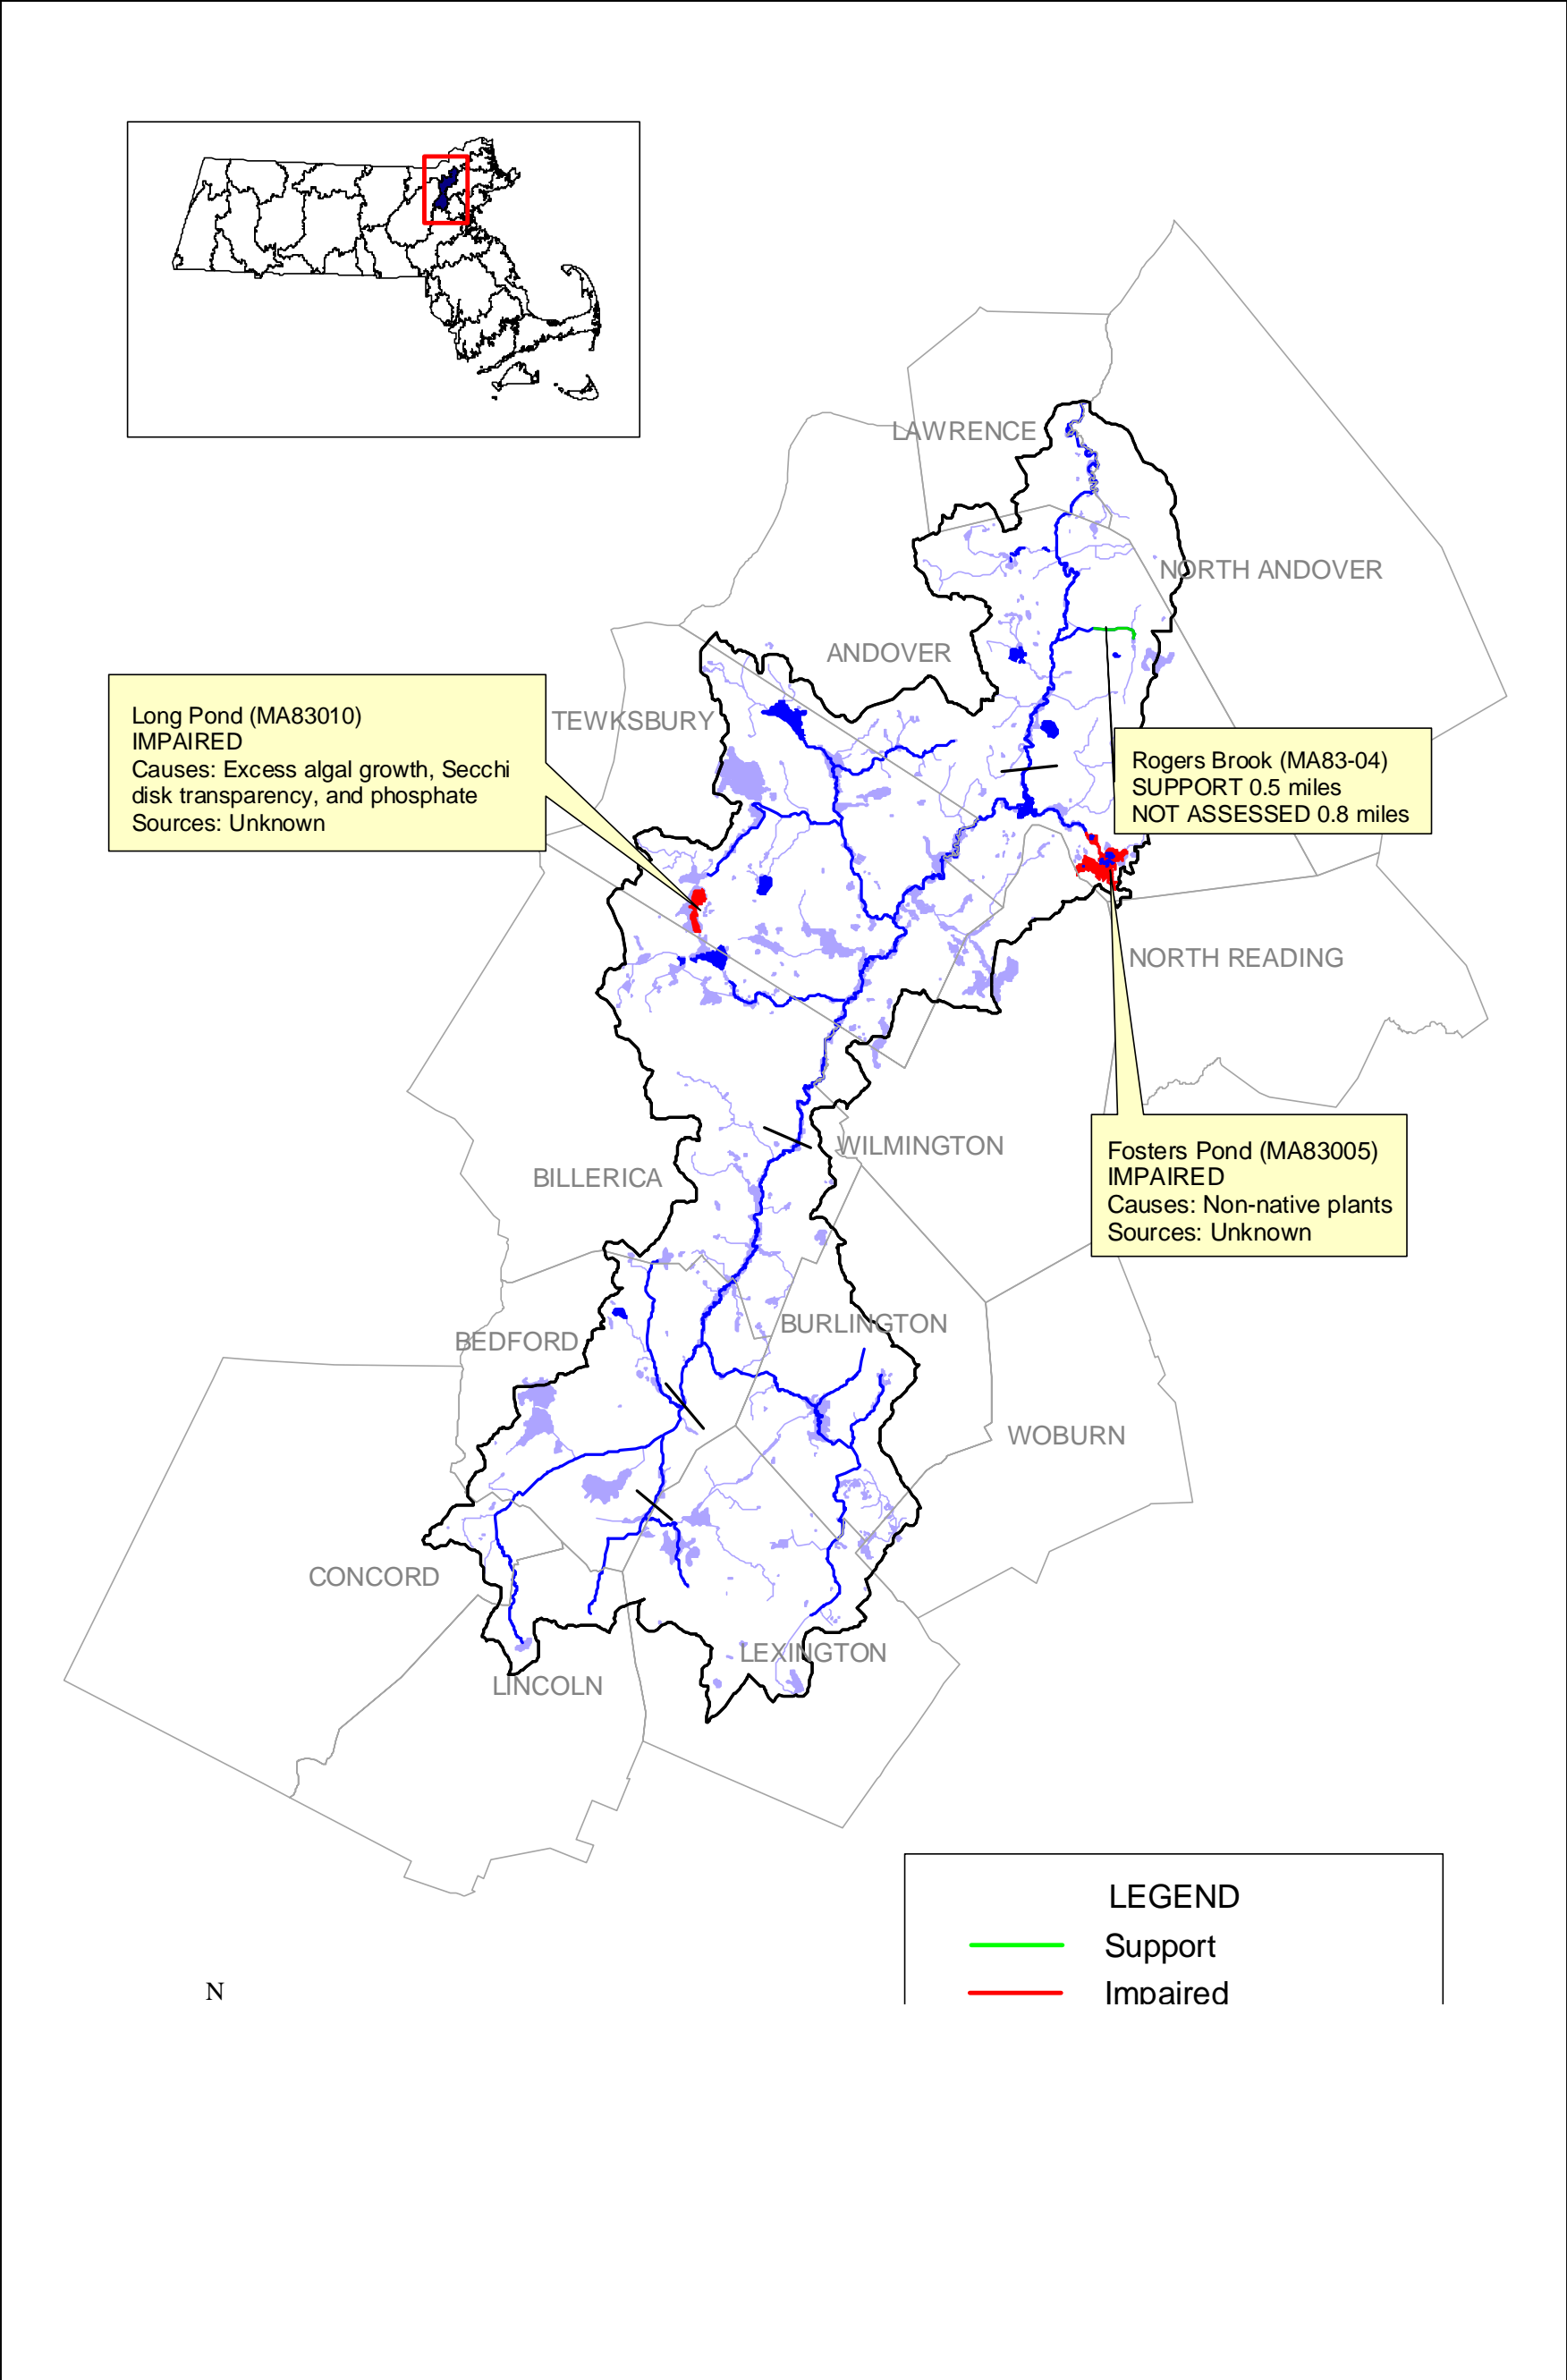 LAWRENCE
NORTH ANDOVER
ANDOVER
Long Pond (MA83010)
IMPAIRED
Causes: Excess algal growth, Secchi
disk transparency, and phosphate
Sources: Unknown
TEWKSBURY
Rogers Brook (MA83-04)
SUPPORT 0.5 miles
NOT ASSESSED 0.8 miles
NORTH READING
WILMINGTON
BILLERICA
Fosters Pond (MA83005)
IMPAIRED
Causes: Non-native plants
Sources: Unknown
BURLINGTON
BEDFORD
WOBURN
CONCORD
LEXINGTON
LINCOLN
LEGEND
Support
Impaired
N